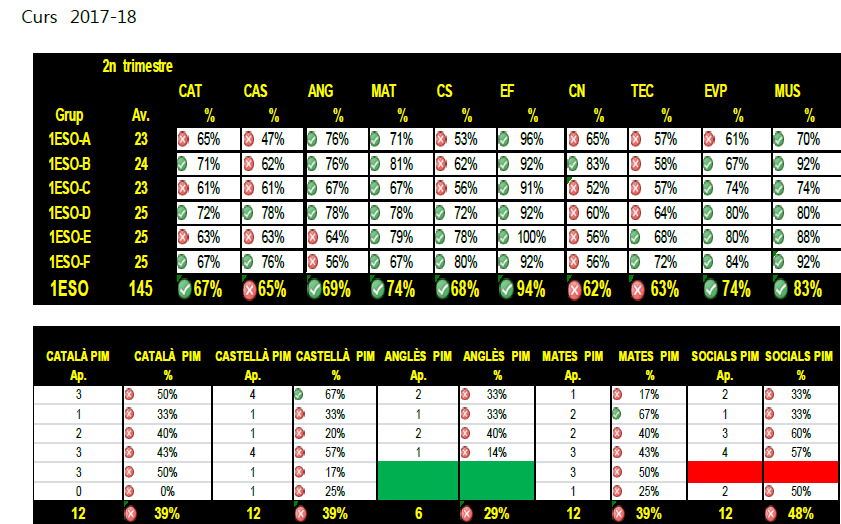 Curs 2017-18
2n trimestre
CAT CAS ANG MAT CS EF CN TEC EVP MUS
Grup Av. % % % % % % % % % %
1ESO-A 23 65% 47% 76% 71% 53% 96% 65% 57% 61% 70%
1ESO-B 24 71% 62% 76% 81% 62% 92% 83% 58% 67% 92%
1ESO-C 23 61% 61% 67% 67% 56% 91% 52% 57% 74% 74%
1ESO-D 25 72% 78% 78% 78% 72% 92% 60% 64% 80% 80%
1ESO-E 25 63% 63% 64% 79% 78% 100% 56% 68% 80% 88%
1ESO-F 25 67% 76% 56% 67% 80% 92% 56% 72% 84% 92%
1ESO 145 67% 65% 69% 74% 68% 94% 62% 63% 74% 83%
CATALÀ PIM CATALÀ PIM CASTELLÀ PIM CASTELLÀ PIM ANGLÈS PIM ANGLÈS PIM MATES PIM MATES PIM SOCIALS PIM SOCIALS PIM
Ap. % Ap. % Ap. % Ap. % Ap. %
3 50% 4 67% 2 33% 1 17% 2 33%
1 33% 1 33% 1 33% 2 67% 1 33%
2 40% 1 20% 2 40% 2 40% 3 60%
3 43% 4 57% 1 14% 3 43% 4 57%
3 50% 1 17% 3 50%
0 0% 1 25% 1 25% 2 50%
12 39% 12 39% 6 29% 12 39% 12 48%